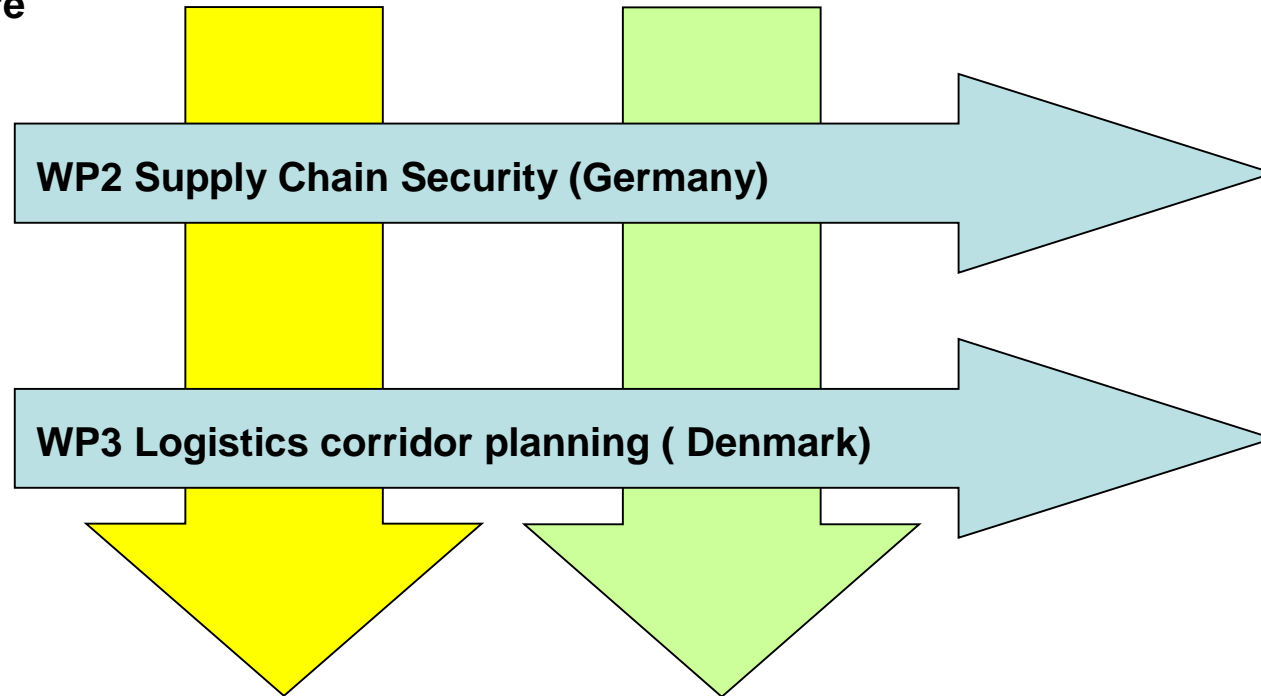 WP2 Supply Chain Security (Germany)
WP3 Logistics corridor planning ( Denmark)